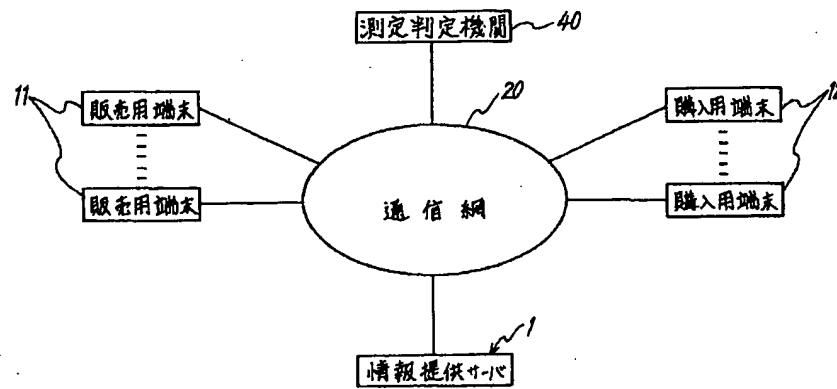 測定判定機関 40
11 販売用端末 20 購入用端末 12
販売用端末 購入用端末
通信網
1
情報提供サーバ